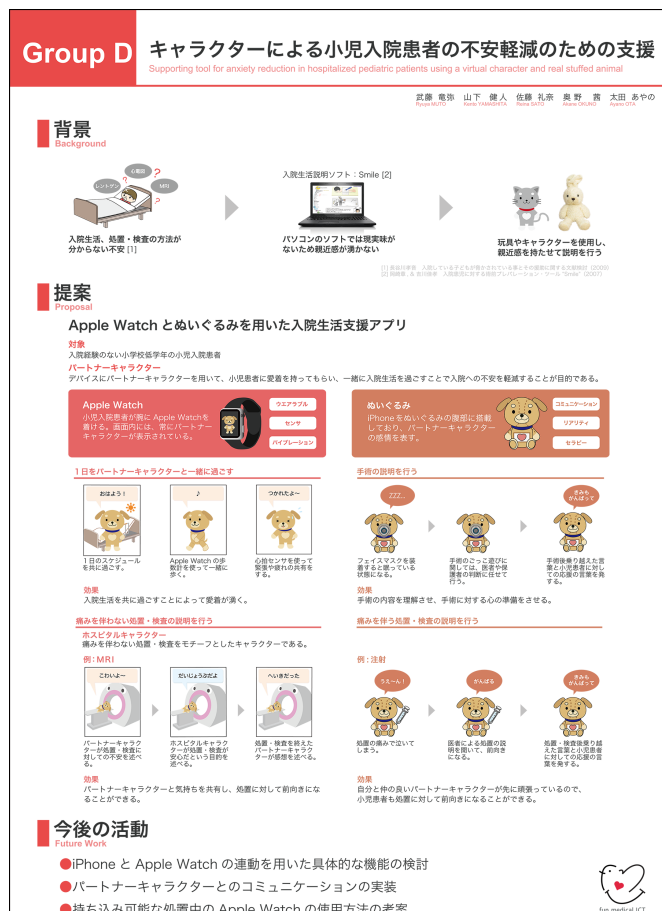 Group D
キャラクターによる小児入院患者の不安軽減のための支援
Supporting tool for anxiety reduction in hospitalized pediatric patients using a virtual character and real stuffed animal
武藤 竜弥 山下 健人 佐藤 礼奈 奥野 茜 太田 あやの
Ryuya MUTO Kento YAMASHITA Reina SATO Akane OKUNO Ayano OTA
背景
Background
心電図
レントゲン
MRI
? ? ?
入院生活、処置・検査の方法が
分からない不安 [1]
入院生活説明ソフト：Smile [2]
パソコンのソフトでは現実味が
ないため親近感が湧かない
玩具やキャラクターを使用し、
親近感を持たせて説明を行う
提案
Proposal
Apple Watch とぬいぐるみを用いた入院生活支援アプリ
対象
入院経験のない小学校低学年の小児入院患者
パートナーキャラクター
デバイスにパートナーキャラクターを用いて、小児患者に愛着を持ってもらい、一緒に入院生活を過ごすことで入院への不安を軽減することが目的である。
Apple Watch
小児入院患者が腕に Apple Watchを
着ける。画面内には、常にパートナー
キャラクターが表示されている。
ウエアラブル
センサ
バイブレーション
ぬいぐるみ
iPhoneをぬいぐるみの腹部に搭載
しており、パートナーキャラクター
の感情を表す。
コミュニケーション
リアリティ
セラピー
1日をパートナーキャラクターと一緒に過ごす
おはよう！
♪
つかれたよ〜
1日のスケジュール
を共に過ごす。
Apple Watch の歩
数計を使って一緒に
歩く。
心拍センサを使って
緊張や疲れの共有を
する。
効果
入院生活を共に過ごすことによって愛着が湧く。
手術の説明を行う
ZZZ...
きみも
がんばって
フェイスマスクを装
着すると眠っている
状態になる。
手術のごっこ遊びに
関しては、医者や保
護者の判断に任せて
行う。
手術後乗り越えた言
葉と小児患者に対し
ての応援の言葉を発
する。
効果
手術の内容を理解させ、手術に対する心の準備をさせる。
痛みを伴わない処置・検査の説明を行う
ホスピタルキャラクター
痛みを伴わない処置・検査をモチーフとしたキャラクターである。
例：MRI
こわいよー
だいじょうぶだよ
へいきだった
パートナーキャラク
ターが処置・検査に
対しての不安を述べ
る。
ホスピタルキャラク
ターが処置・検査が
安心だという目的を
述べる。
処置・検査を終えた
パートナーキャラク
ターが感想を述べる。
効果
パートナーキャラクターと気持ちを共有し、処置に対して前向きにな
ることができる。
痛みを伴う処置・検査の説明を行う
例：注射
うえ〜ん！
がんばる
きみも
がんばって
処置の痛みで泣いて
しまう。
医者による処置の説
明を聞いて、前向き
になる。
処置・検査後乗り越
えた言葉と小児患者
に対しての応援の言
葉を発する。
効果
自分と仲の良いパートナーキャラクターが先に頑張っているので、
小児患者も処置に対して前向きになることができる。
今後の活動
Future Work
●iPhone と Apple Watch の連動を用いた具体的な機能の検討
●パートナーキャラクターとのコミュニケーションの実装
●持ち込み可能な処置中の Apple Watch の使用方法の考案
fun medical ICT